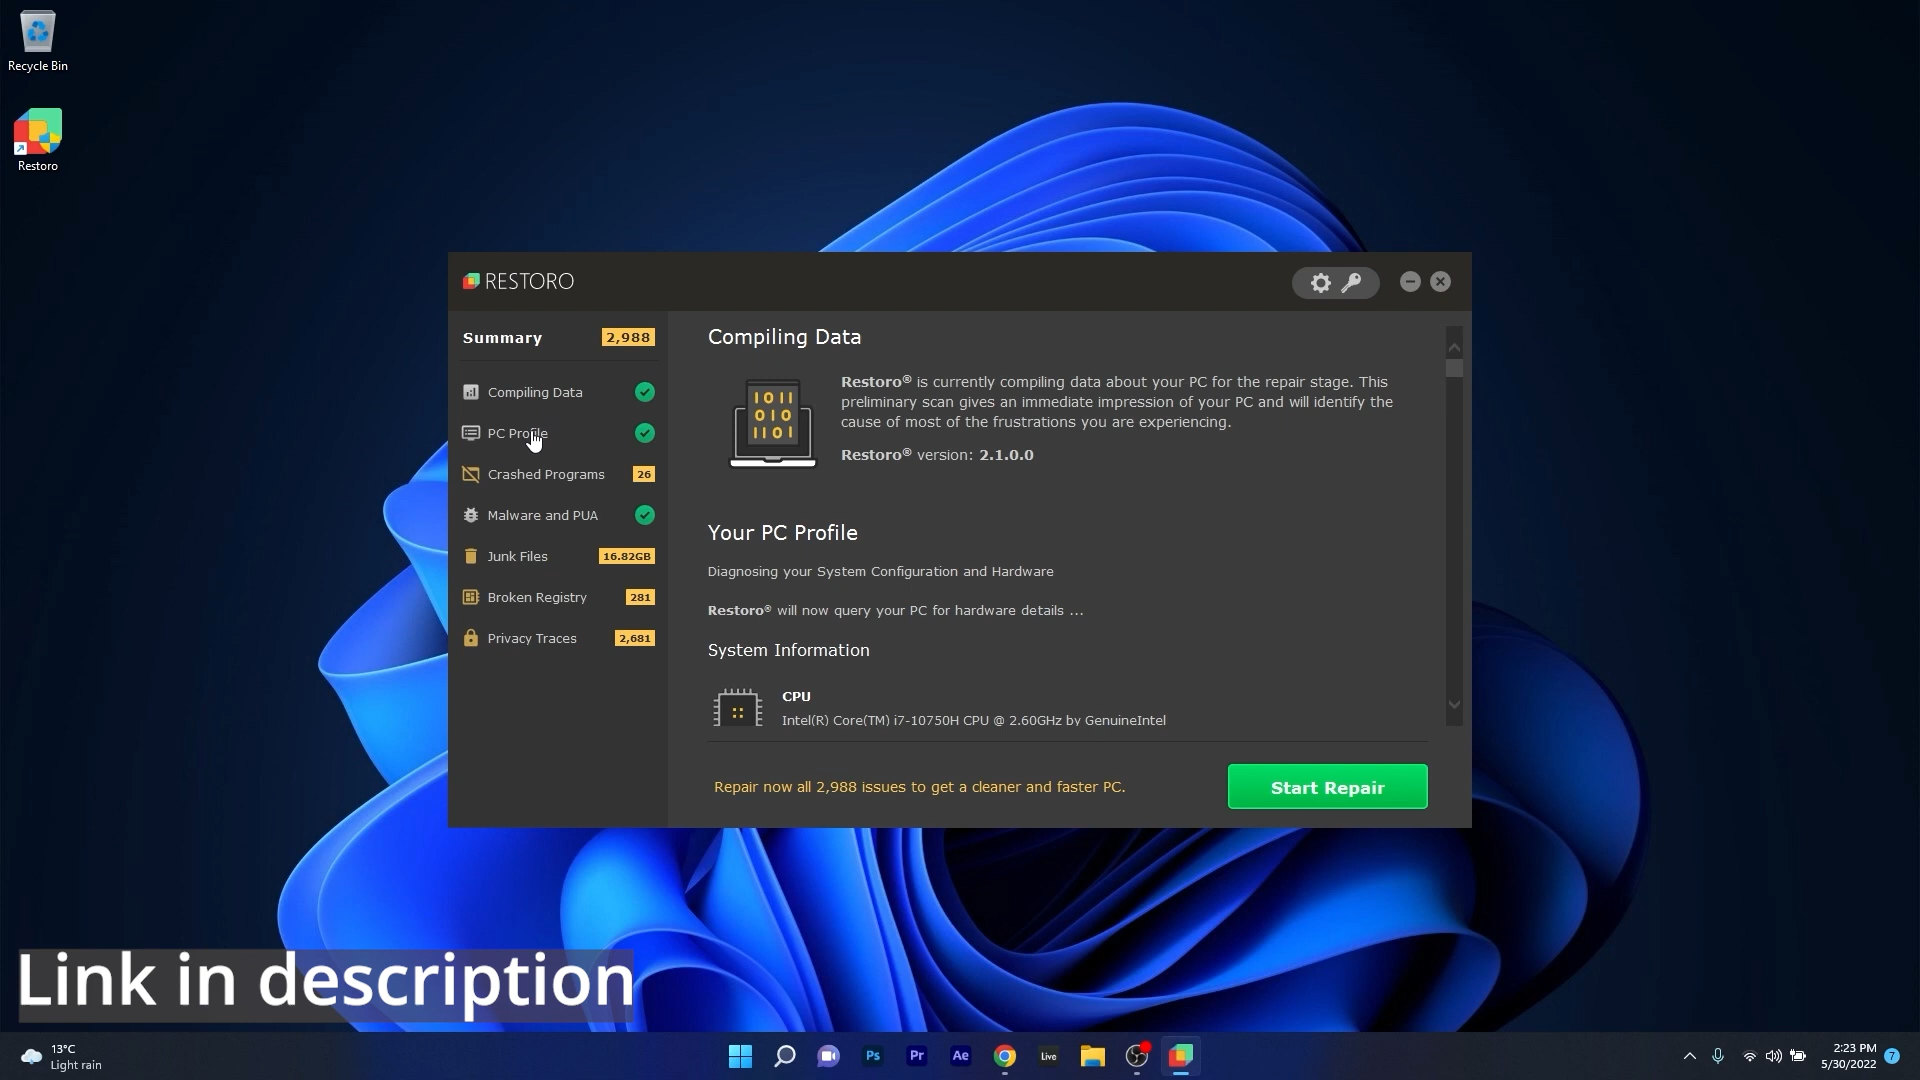 Recycle Bin
Restoro
RESTORO
Summary 2,988
Compiling Data
PC Profile
Crashed Programs 26
Malware and PUA
Junk Files 16.82GB
Broken Registry 281
Privacy Traces 2,681
Compiling Data
1011
010
1101
Restoro® is currently compiling data about your PC for the repair stage. This
preliminary scan gives an immediate impression of your PC and will identify the
cause of most of the frustrations you are experiencing.
Restoro® version: 2.1.0.0
Your PC Profile
Diagnosing your System Configuration and Hardware
Restoro® will now query your PC for hardware details ...
System Information
CPU
Intel(R) Core(TM) i7-10750H CPU @ 2.60GHz by GenuineIntel
Repair now all 2,988 issues to get a cleaner and faster PC.
Start Repair
Link in description
13°C
Light rain
Ps
Pr
Ae
Live
2:23 PM
5/30/2022
7